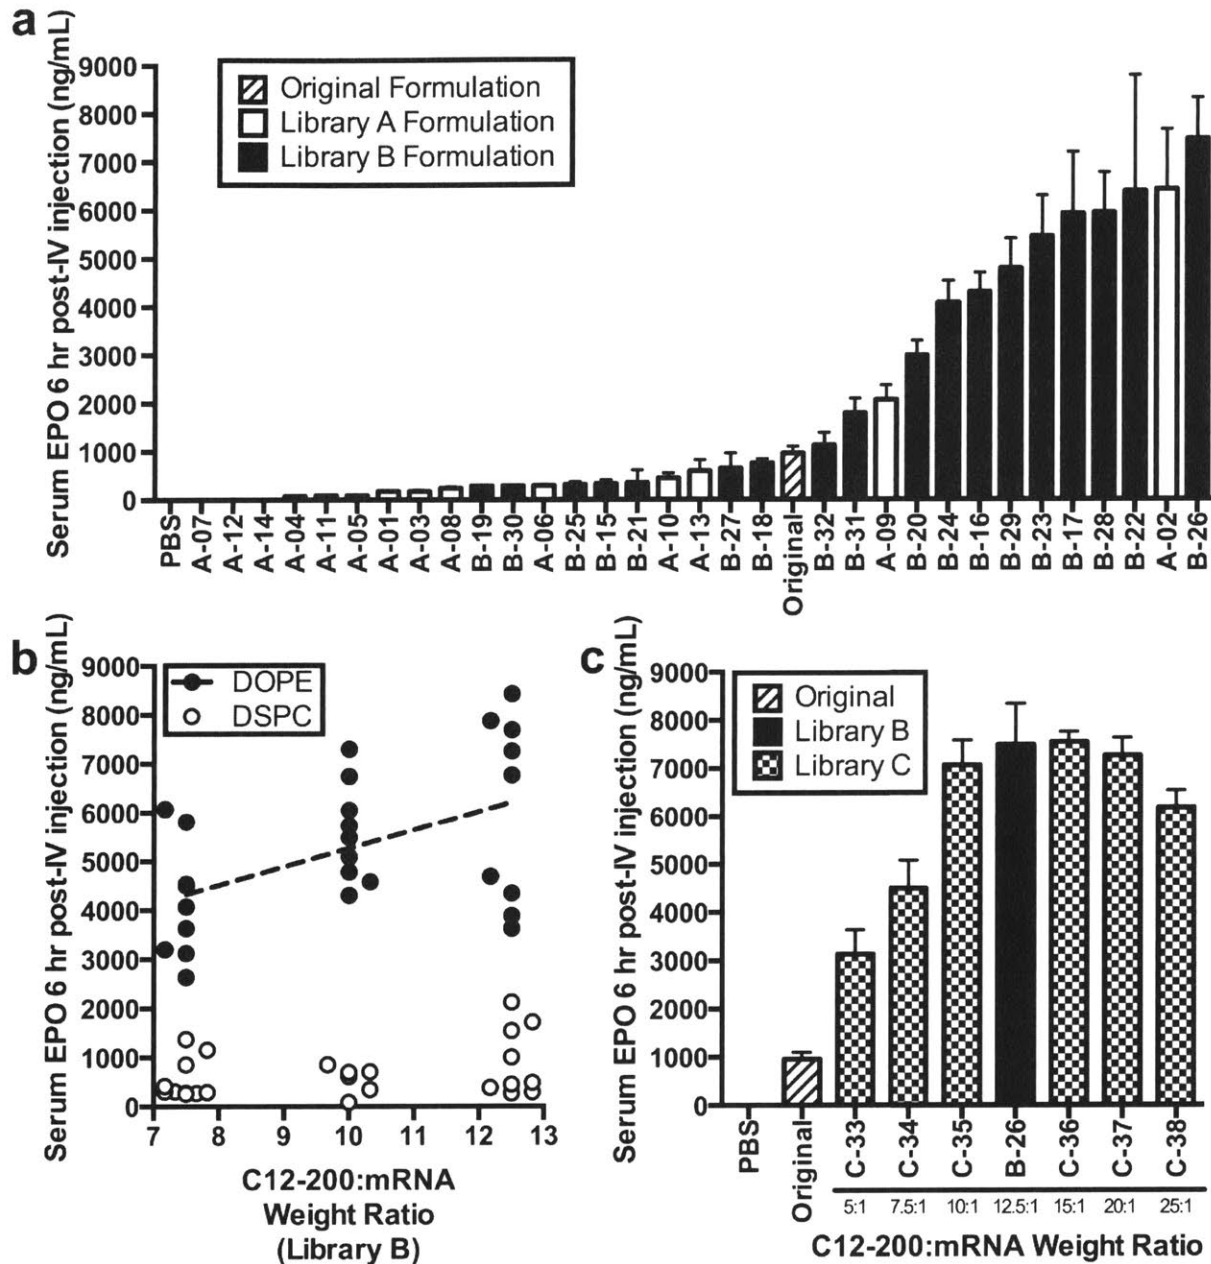 a
Serum EPO 6 hr post-IV injection (ng/mL)
9000
8000
7000
6000
5000
4000
3000
2000
1000
0
Original Formulation
Library A Formulation
Library B Formulation
PBS
A-07
A-12
A-14
A-04
A-11
A-05
A-01
A-03
A-08
B-19
B-30
A-06
B-25
B-15
B-21
A-10
A-13
B-27
B-18
Original
B-32
B-31
A-09
B-20
B-24
B-16
B-29
B-23
B-17
B-28
B-22
A-02
B-26
b
Serum EPO 6 hr post-IV injection (ng/mL)
9000
8000
7000
6000
5000
4000
3000
2000
1000
0
DOPE
DSPC
7 8 9 10 11 12 13
C12-200:mRNA
Weight Ratio
(Library B)
c
Serum EPO 6 hr post-IV injection (ng/mL)
9000
8000
7000
6000
5000
4000
3000
2000
1000
0
Original
Library B
Library C
PBS
Original
C-33
C-34
C-35
B-26
C-36
C-37
C-38
5:1 7.5:1 10:1 12.5:1 15:1 20:1 25:1
C12-200:mRNA Weight Ratio